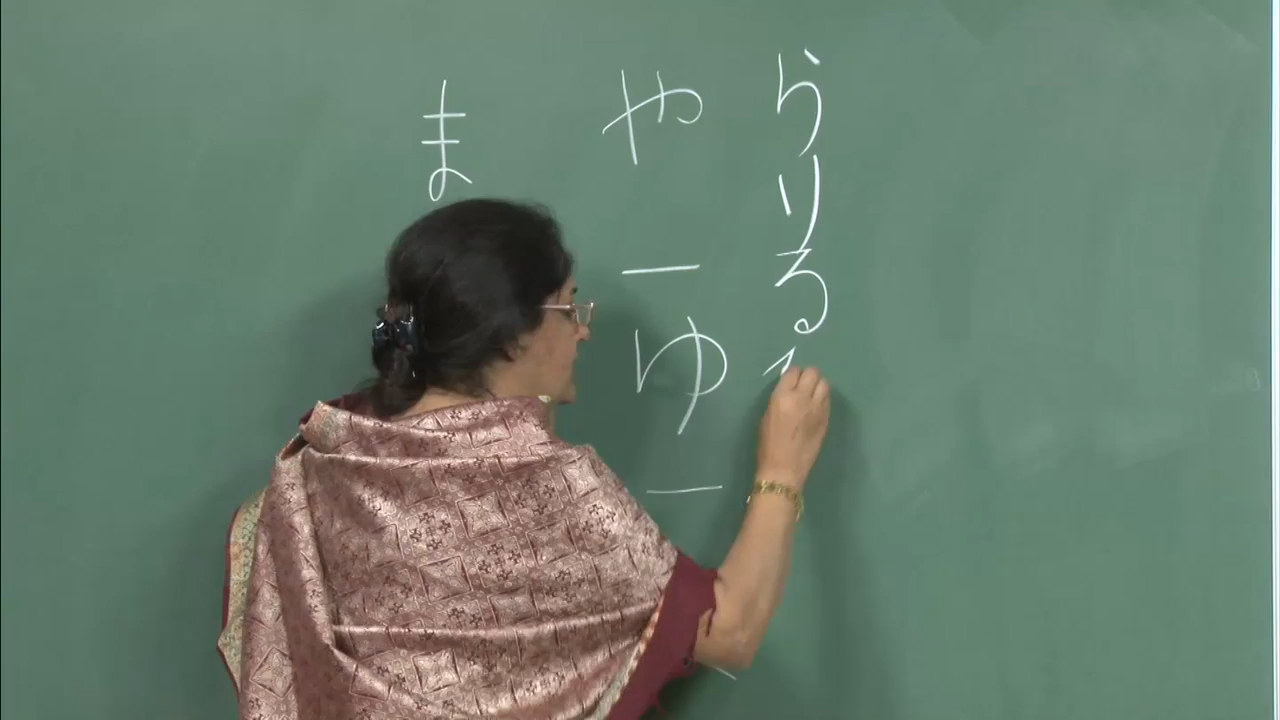 ま
や
ー
ゆ
ー
ら
り
る